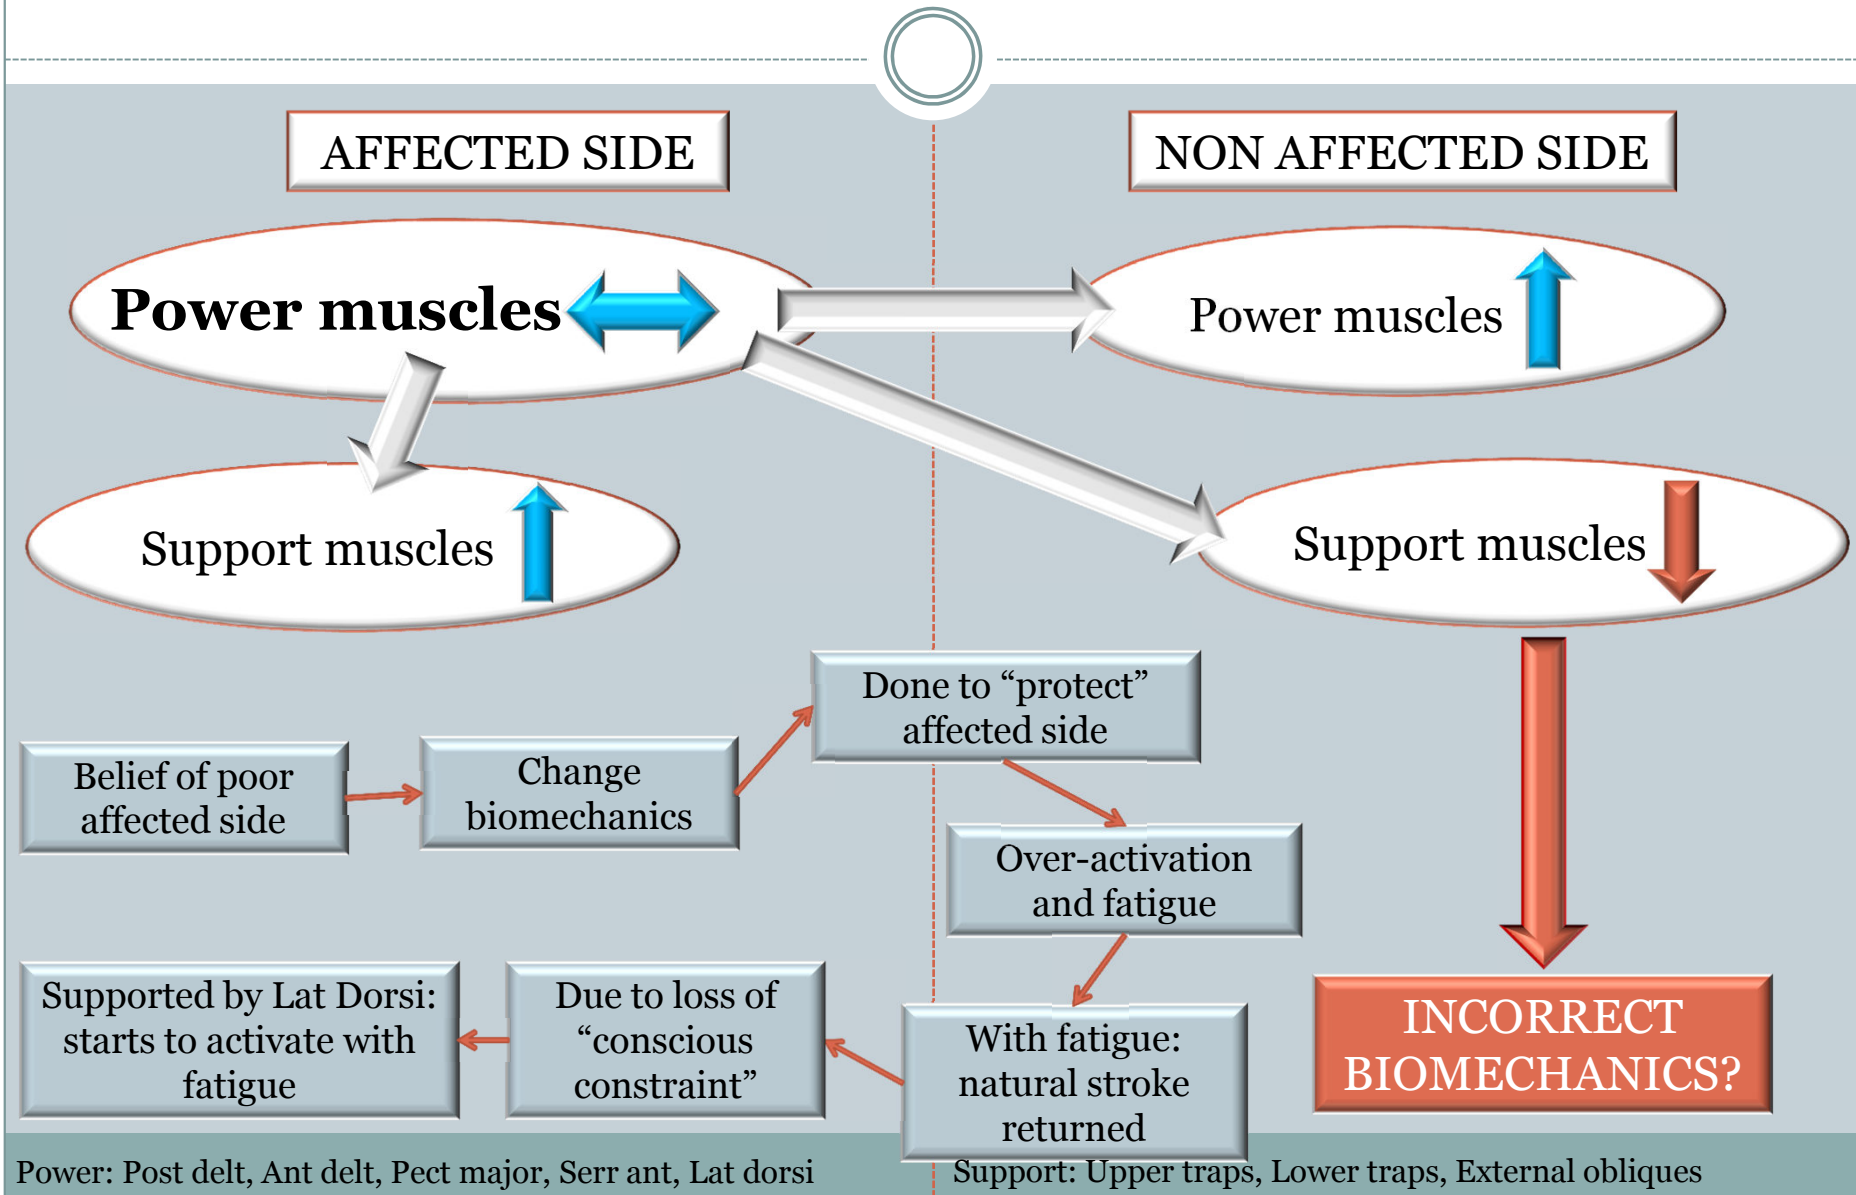 AFFECTED SIDE
NON AFFECTED SIDE
Power muscles
Power muscles
Support muscles
Support muscles
Belief of poor
affected side
Change
biomechanics
Done to “protect”
affected side
Over-activation
and fatigue
With fatigue:
natural stroke
returned
Due to loss of
“conscious
constraint”
Supported by Lat Dorsi:
starts to activate with
fatigue
INCORRECT
BIOMECHANICS?
Power: Post delt, Ant delt, Pect major, Serr ant, Lat dorsi
Support: Upper traps, Lower traps, External obliques